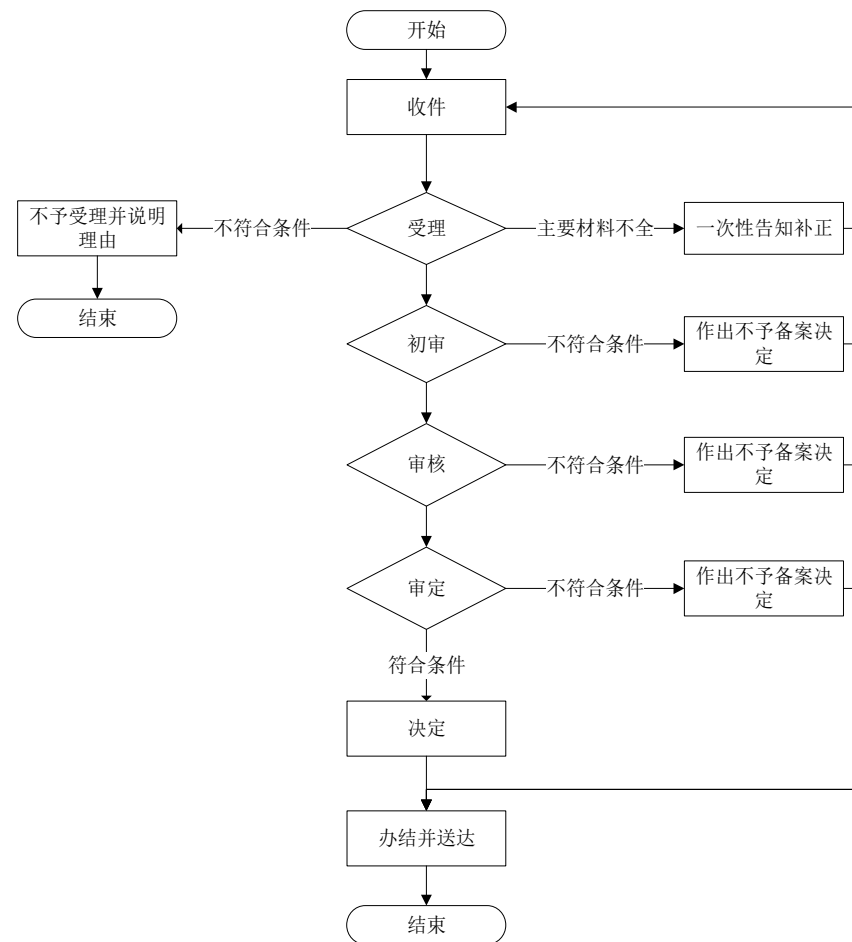 开始
收件
不予受理并说明
理由
不符合条件
受理
主要材料不全
一次性告知补正
结束
初审
不符合条件
作出不予备案决
定
审核
不符合条件
作出不予备案决
定
审定
不符合条件
作出不予备案决
定
符合条件
决定
办结并送达
结束